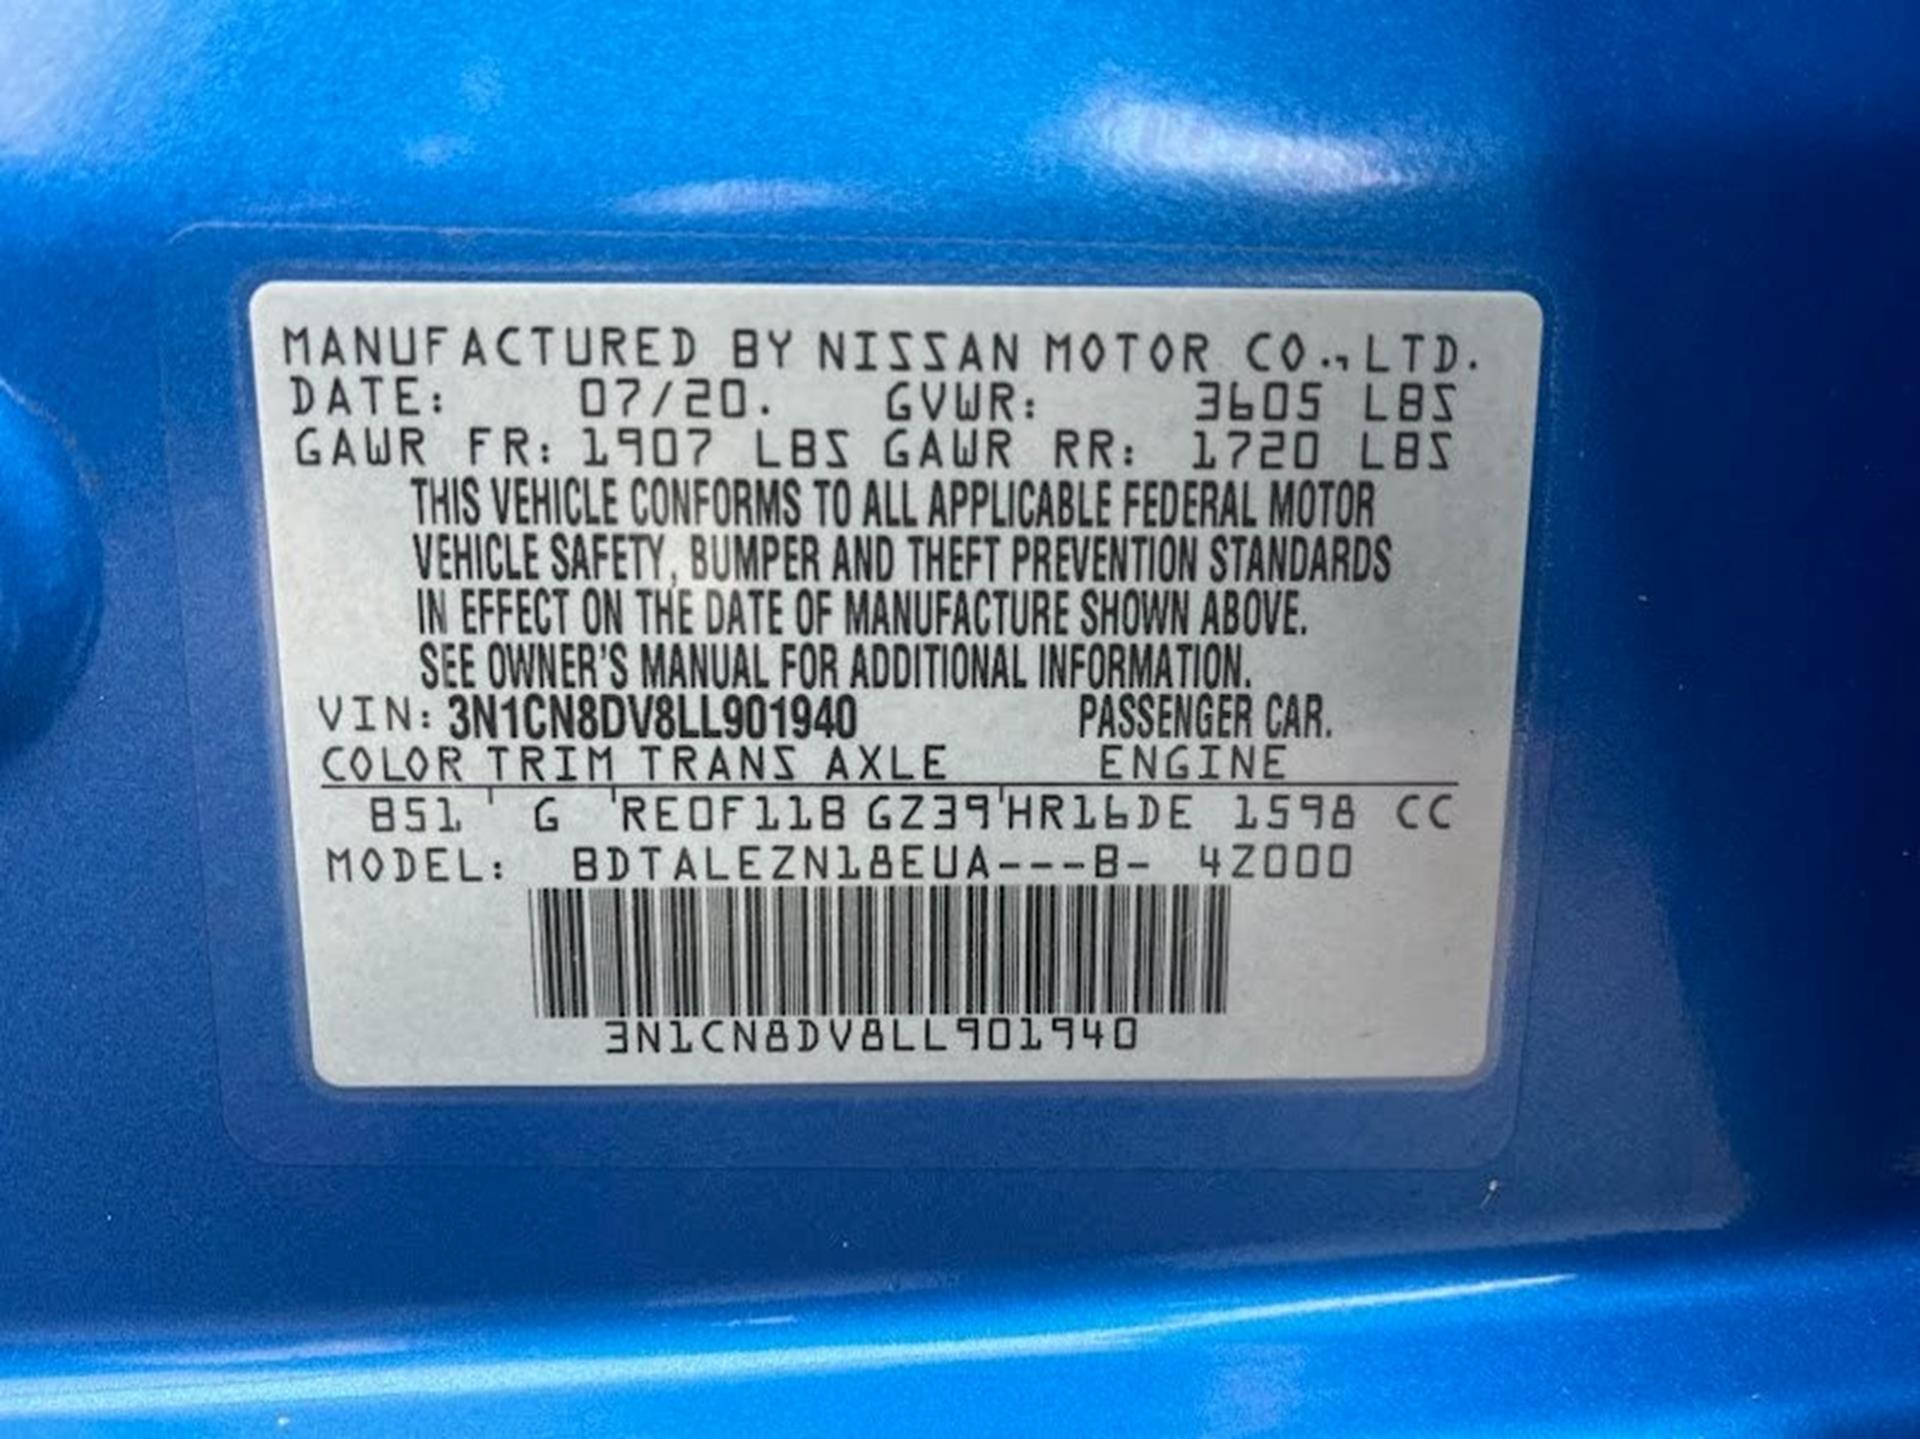 MANUFACTURED BY NISSAN MOTOR CO.,LTD.
DATE: 07/20. GVWR: 3605 LBS
GAWR FR: 1907 LBS GAWR RR: 1720 LBS
THIS VEHICLE CONFORMS TO ALL APPLICABLE FEDERAL MOTOR
VEHICLE SAFETY, BUMPER AND THEFT PREVENTION STANDARDS
IN EFFECT ON THE DATE OF MANUFACTURE SHOWN ABOVE.
SEE OWNER'S MANUAL FOR ADDITIONAL INFORMATION.
VIN: 3N1CN8DV8LL901940 PASSENGER CAR.
COLOR TRIM TRANS AXLE ENGINE
B51 G RE0F11B GZ39 HR16DE 1598 CC
MODEL: BDTALEZN18EUA---B- 4Z000
3N1CN8DV8LL901940